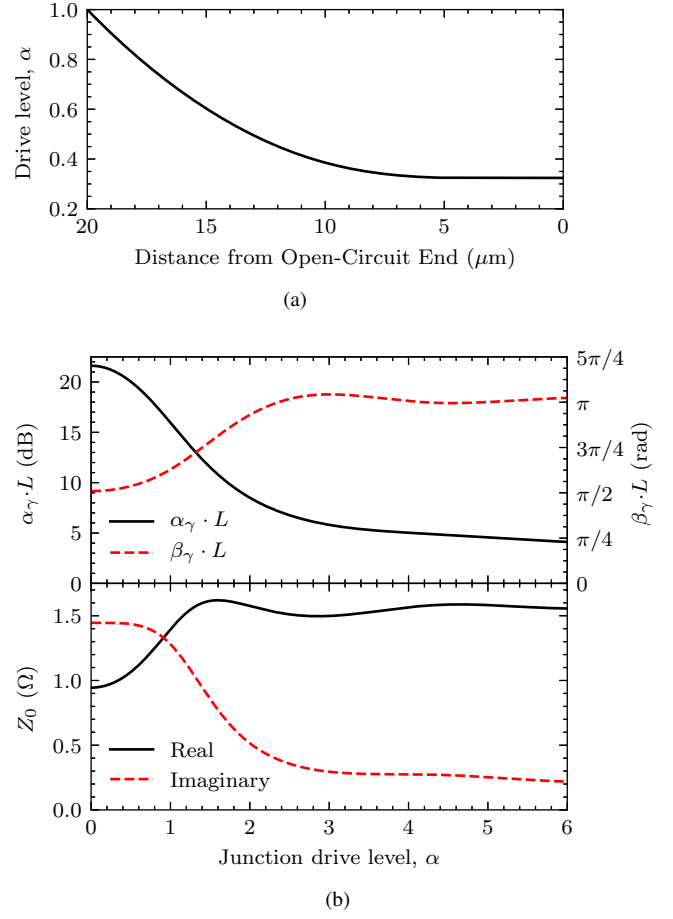 Drive level, α
1.0
0.8
0.6
0.4
0.2
20
15
10
5
0
Distance from Open-Circuit End (μm)
(a)
α_γ·L (dB)
20
15
10
5
0
5π/4
π
3π/4
π/2
π/4
0
β_γ·L (rad)
α_γ · L
β_γ · L
Z_0 (Ω)
1.5
1.0
0.5
0.0
Real
Imaginary
0
1
2
3
4
5
6
Junction drive level, α
(b)